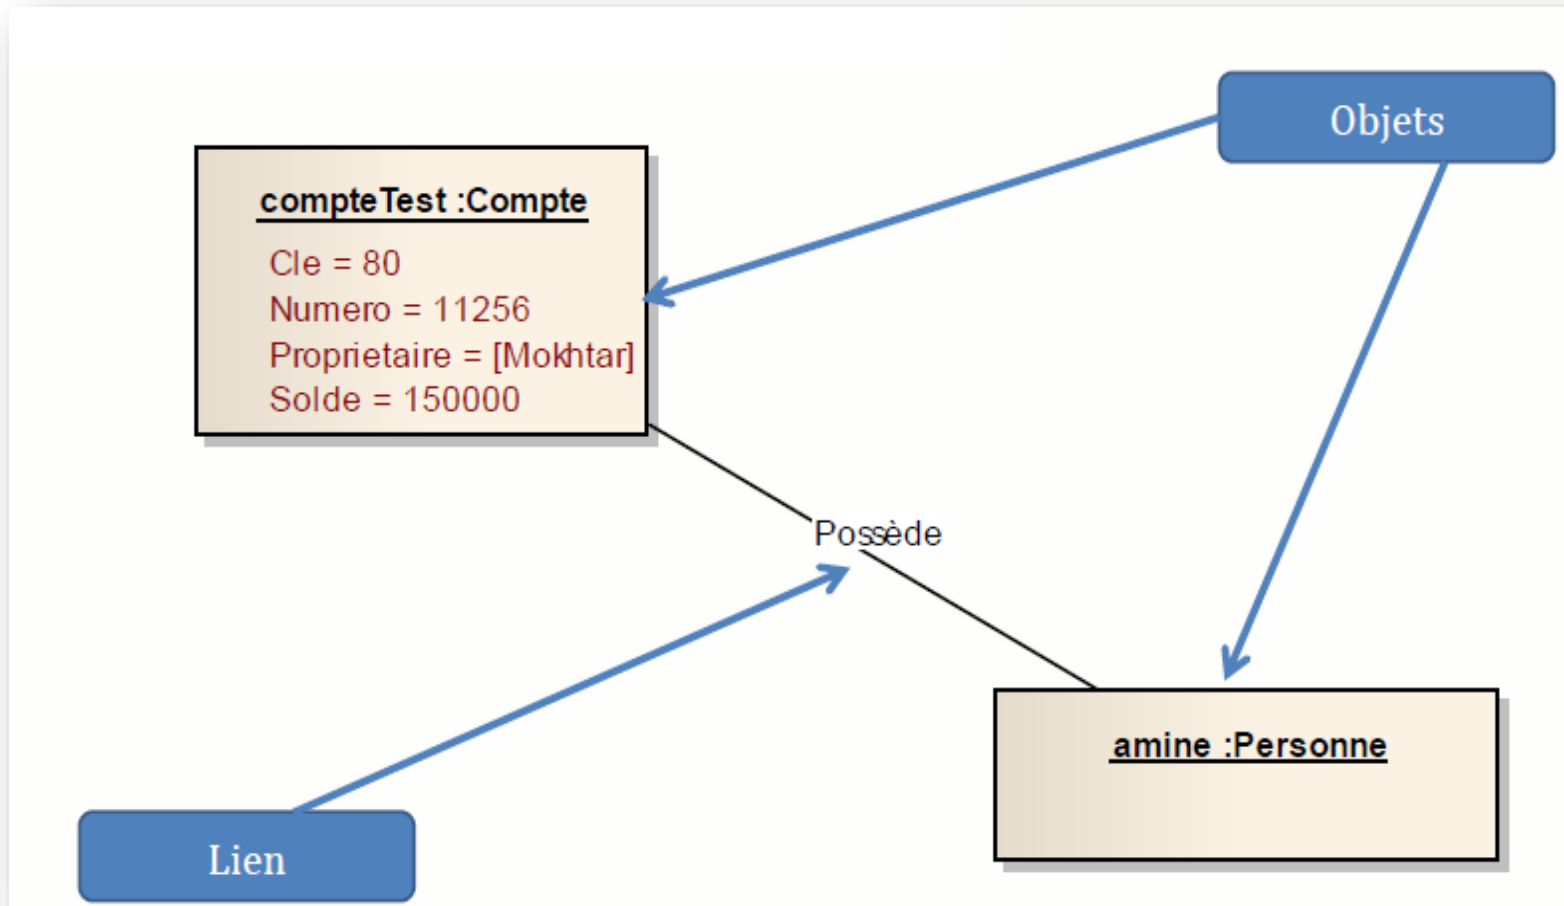 Objets
compteTest :Compte
Cle = 80
Numero = 11256
Proprietaire = [Mokhtar]
Solde = 150000
Possède
amine :Personne
Lien